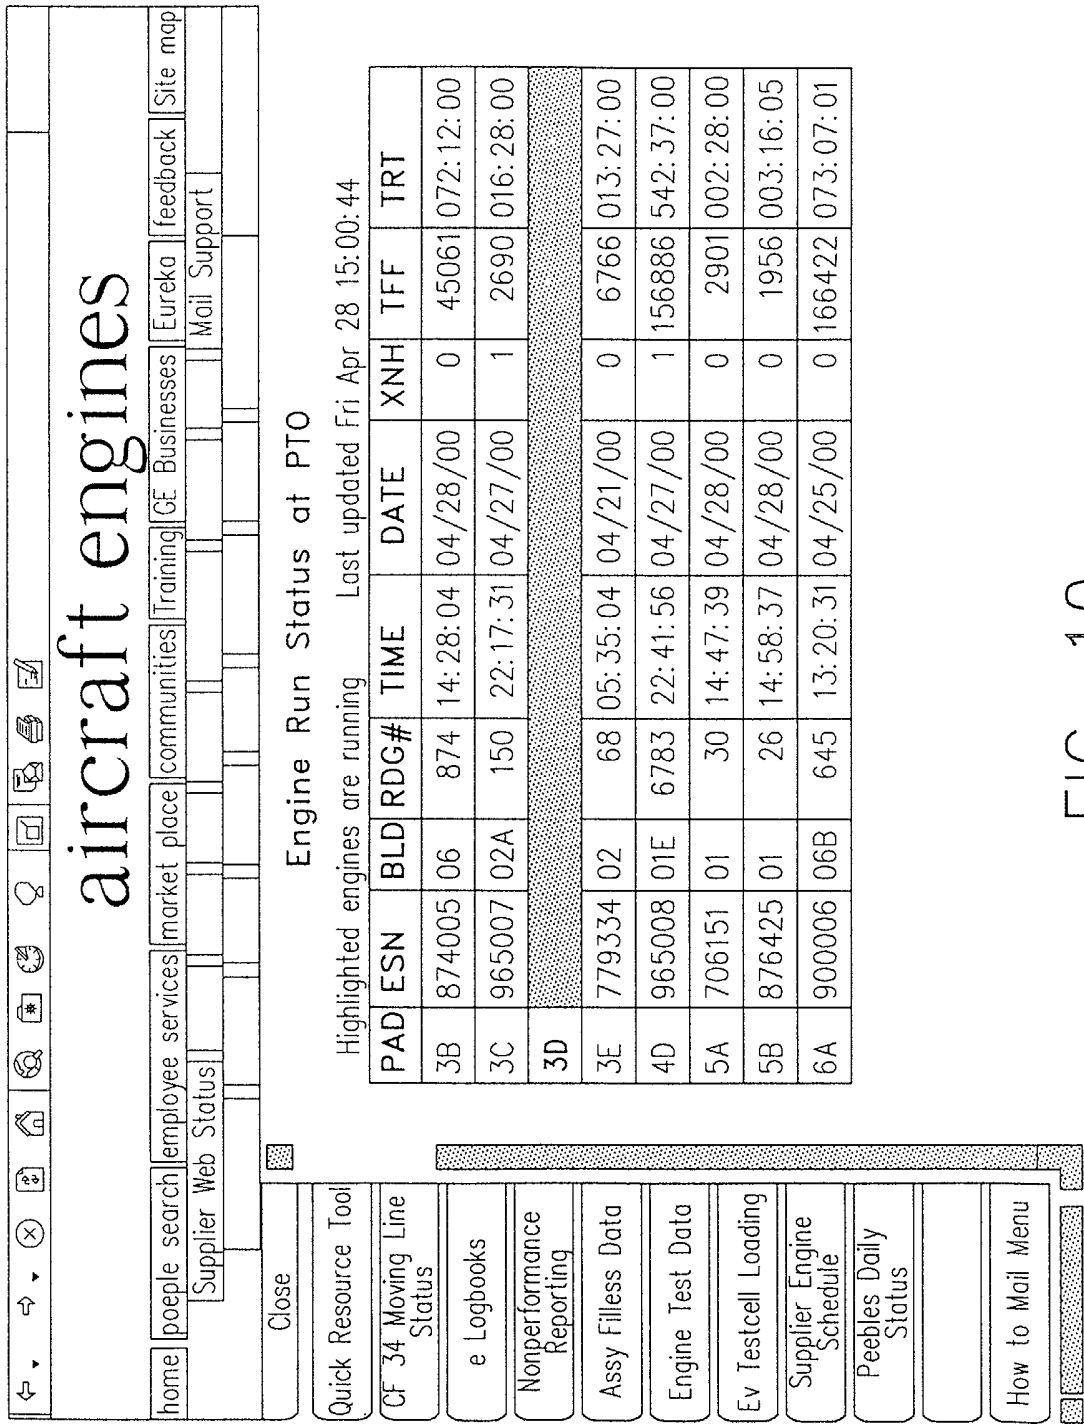 aircraft engines
home poeple search employee services market place communities Training GE Businesses Eureka feedback Site map
Supplier Web Status Mail Support
Close
Quick Resource Tool
CF 34 Moving Line
Status
e Logbooks
Nonperformance
Reporting
Assy Filless Data
Engine Test Data
Ev Testcell Loading
Supplier Engine
Schedule
Peebles Daily
Status
How to Mail Menu
Engine Run Status at PTO
Highlighted engines are running Last updated Fri Apr 28 15:00:44
PAD ESN BLD RDG# TIME DATE XNH TFF TRT
3B 874005 06 874 14:28:04 04/28/00 0 45061 072:12:00
3C 965007 02A 150 22:17:31 04/27/00 1 2690 016:28:00
3D
3E 779334 02 68 05:35:04 04/21/00 0 6766 013:27:00
4D 965008 01E 6783 22:41:56 04/27/00 1 156886 542:37:00
5A 706151 01 30 14:47:39 04/28/00 0 2901 002:28:00
5B 876425 01 26 14:58:37 04/28/00 0 1956 003:16:05
6A 900006 06B 645 13:20:31 04/25/00 0 166422 073:07:01